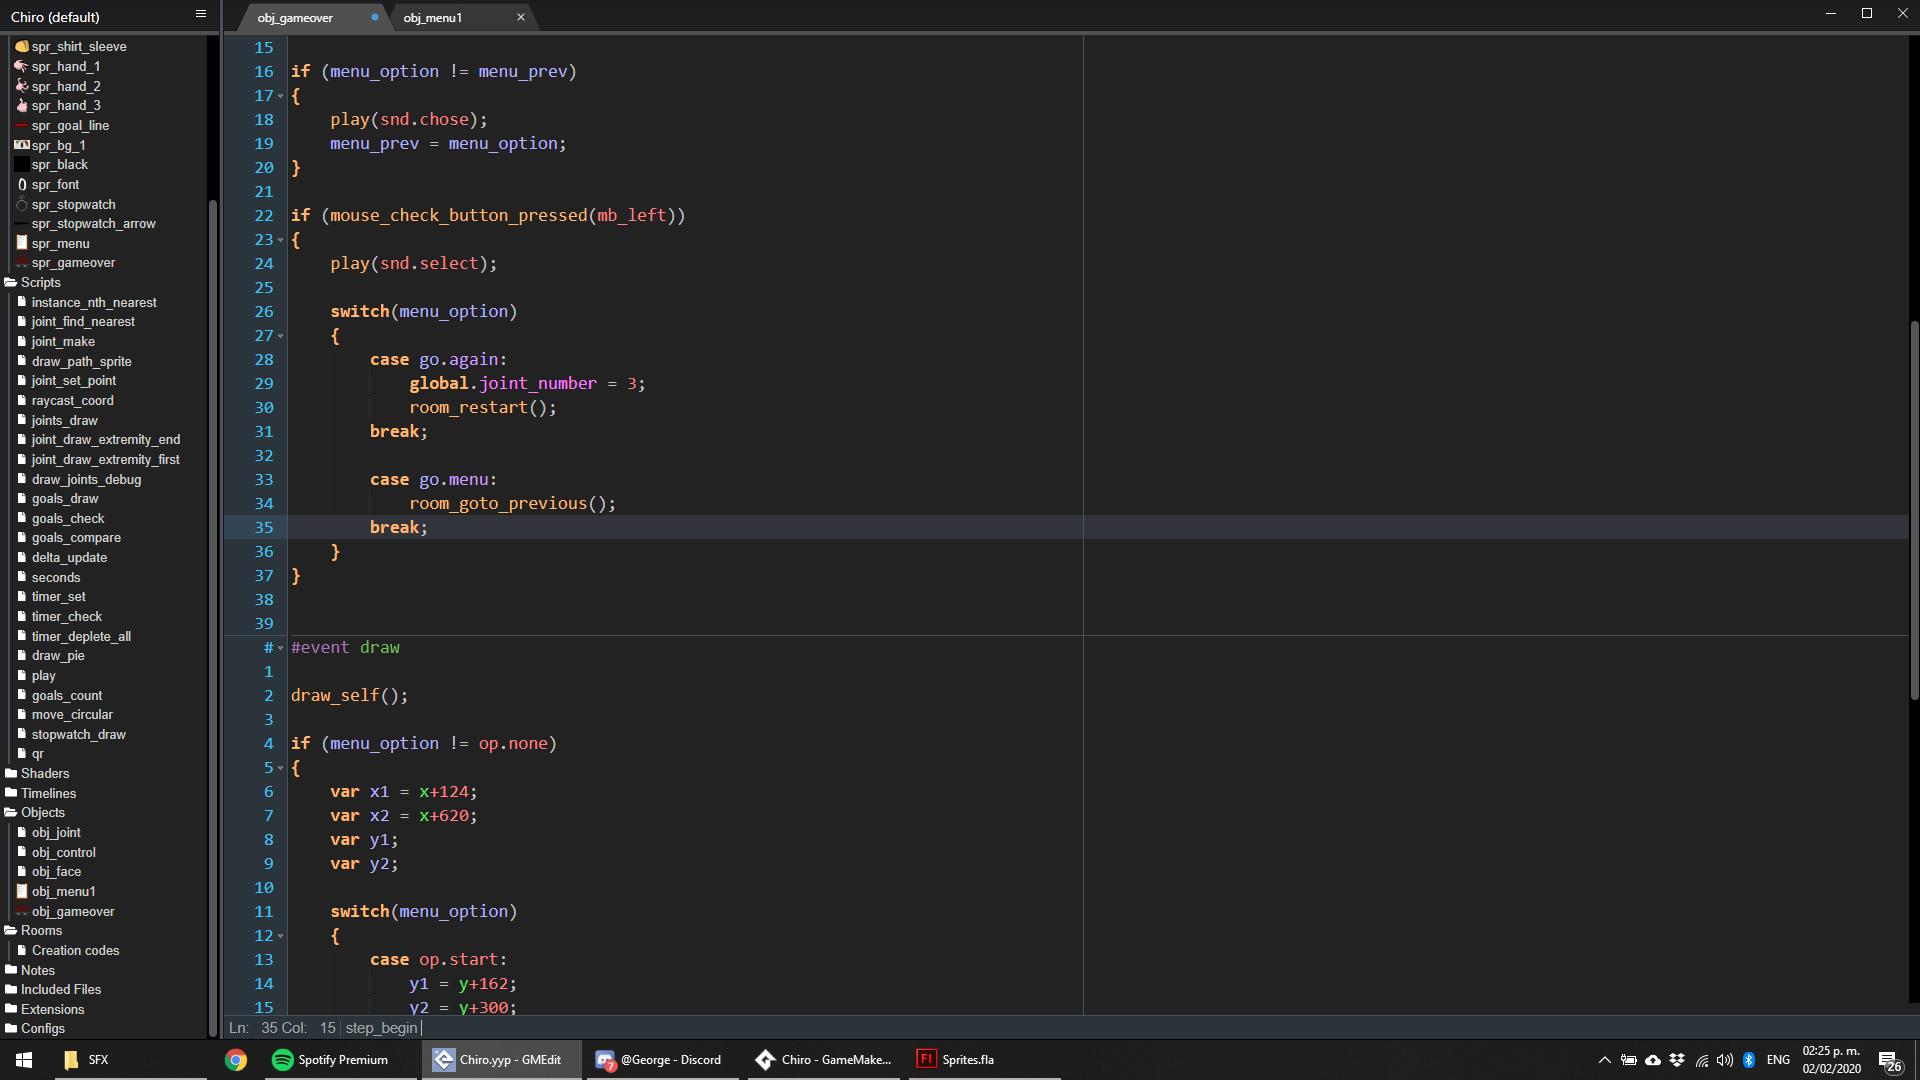 Chiro (default)
obj_gameover
obj_menu1
spr_shirt_sleeve
spr_hand_1
spr_hand_2
spr_hand_3
spr_goal_line
spr_bg_1
spr_black
spr_font
spr_stopwatch
spr_stopwatch_arrow
spr_menu
spr_gameover
Scripts
instance_nth_nearest
joint_find_nearest
joint_make
draw_path_sprite
joint_set_point
raycast_coord
joints_draw
joint_draw_extremity_end
joint_draw_extremity_first
draw_joints_debug
goals_draw
goals_check
goals_compare
delta_update
seconds
timer_set
timer_check
timer_deplete_all
draw_pie
play
goals_count
move_circular
stopwatch_draw
qr
Shaders
Timelines
Objects
obj_joint
obj_control
obj_face
obj_menu1
obj_gameover
Rooms
Creation codes
Notes
Included Files
Extensions
Configs
15
16 if (menu_option != menu_prev)
17 {
18 play(snd.chose);
19 menu_prev = menu_option;
20 }
21
22 if (mouse_check_button_pressed(mb_left))
23 {
24 play(snd.select);
25
26 switch(menu_option)
27 {
28 case go.again:
29 global.joint_number = 3;
30 room_restart();
31 break;
32
33 case go.menu:
34 room_goto_previous();
35 break;
36 }
37 }
38
39
# #event draw
1
2 draw_self();
3
4 if (menu_option != op.none)
5 {
6 var x1 = x+124;
7 var x2 = x+620;
8 var y1;
9 var y2;
10
11 switch(menu_option)
12 {
13 case op.start:
14 y1 = y+162;
15 y2 = y+300;
Ln: 35 Col: 15 step_begin
SFX
Spotify Premium
Chiro.yyp - GMEdit
7
@George - Discord
Chiro - GameMake...
Fl
Sprites.fla
ENG
02:25 p. m.
02/02/2020
26